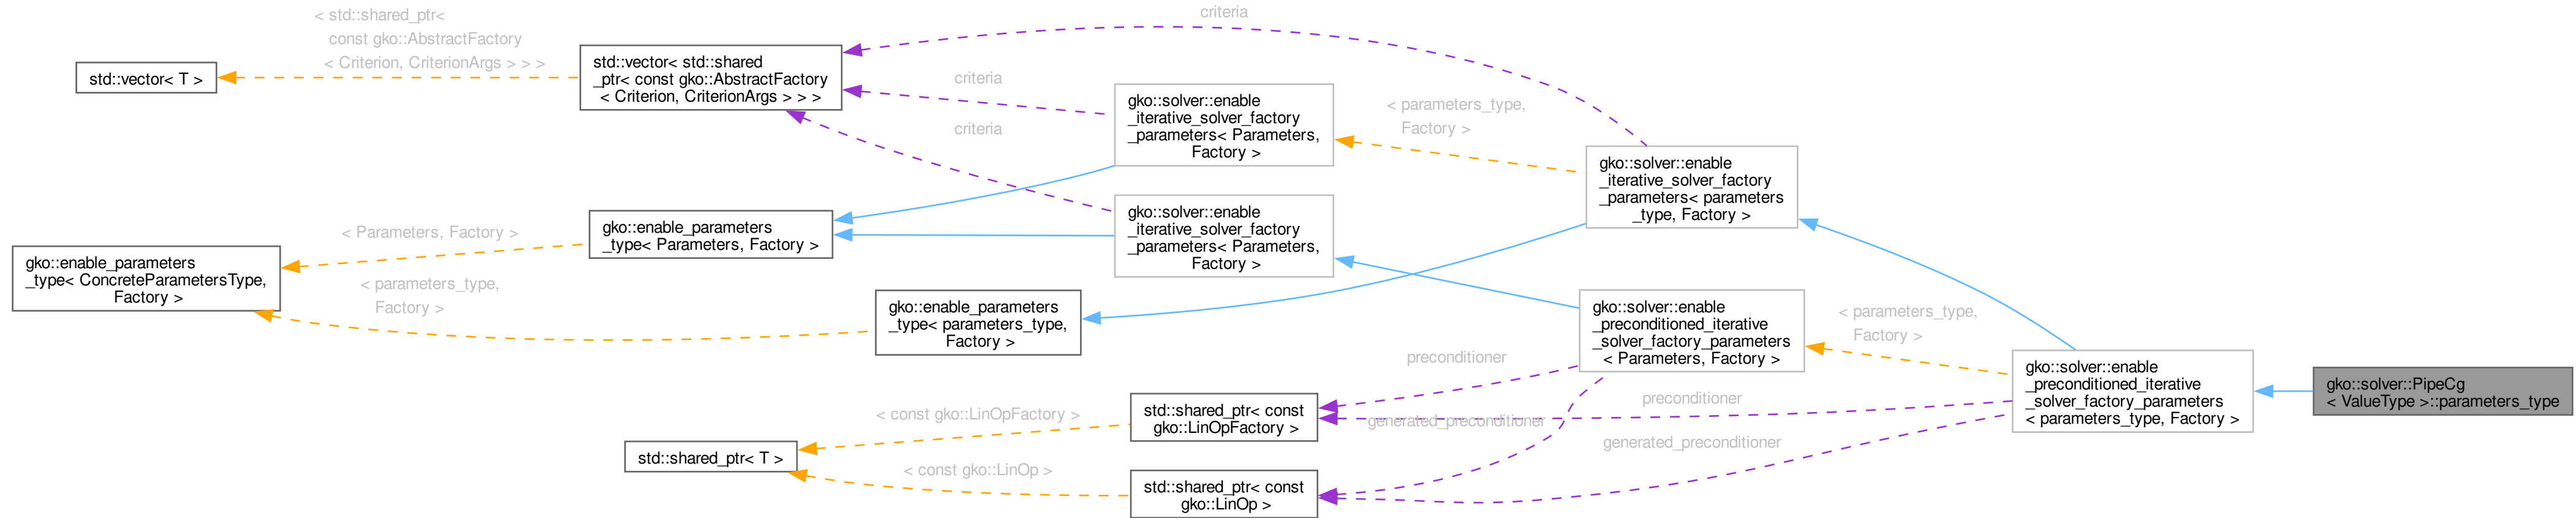 criteria
< std::shared_ptr<
const gko::AbstractFactory
< Criterion, CriterionArgs > > >
std::vector< T >
std::vector< std::shared
_ptr< const gko::AbstractFactory
< Criterion, CriterionArgs > > >
criteria
criteria
gko::solver::enable
_iterative_solver_factory
_parameters< Parameters,
Factory >
< parameters_type,
Factory >
gko::solver::enable
_iterative_solver_factory
_parameters< parameters
_type, Factory >
gko::solver::enable
_iterative_solver_factory
_parameters< Parameters,
Factory >
gko::enable_parameters
_type< Parameters, Factory >
< Parameters, Factory >
gko::enable_parameters
_type< ConcreteParametersType,
Factory >
< parameters_type,
Factory >
gko::enable_parameters
_type< parameters_type,
Factory >
gko::solver::enable
_preconditioned_iterative
_solver_factory_parameters
< Parameters, Factory >
< parameters_type,
Factory >
gko::solver::enable
_preconditioned_iterative
_solver_factory_parameters
< parameters_type, Factory >
gko::solver::PipeCg
< ValueType >::parameters_type
preconditioner
preconditioner
generated_preconditioner
generated_preconditioner
std::shared_ptr< const
gko::LinOpFactory >
< const gko::LinOpFactory >
std::shared_ptr< T >
< const gko::LinOp >
std::shared_ptr< const
gko::LinOp >